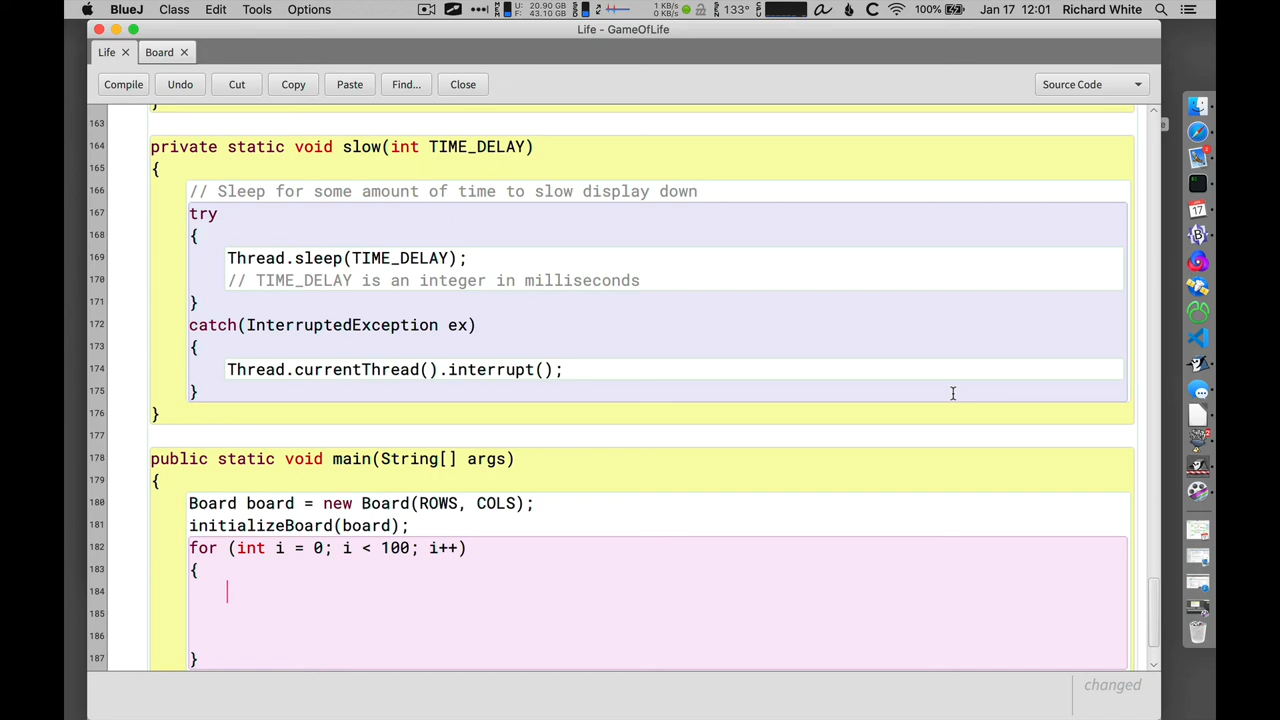 BlueJ Class Edit Tools Options U: 20.90 GB F: 43.10 GB 1 KB/s 0 KB/s 133° 100% Jan 17 12:01 Richard White
Life - GameOfLife
Life Board
Compile Undo Cut Copy Paste Find... Close Source Code
163
164 private static void slow(int TIME_DELAY)
165 {
166 // Sleep for some amount of time to slow display down
167 try
168 {
169 Thread.sleep(TIME_DELAY);
170 // TIME_DELAY is an integer in milliseconds
171 }
172 catch(InterruptedException ex)
173 {
174 Thread.currentThread().interrupt();
175 }
176 }
177
178 public static void main(String[] args)
179 {
180 Board board = new Board(ROWS, COLS);
181 initializeBoard(board);
182 for (int i = 0; i < 100; i++)
183 {
184
185
186
187 }
changed